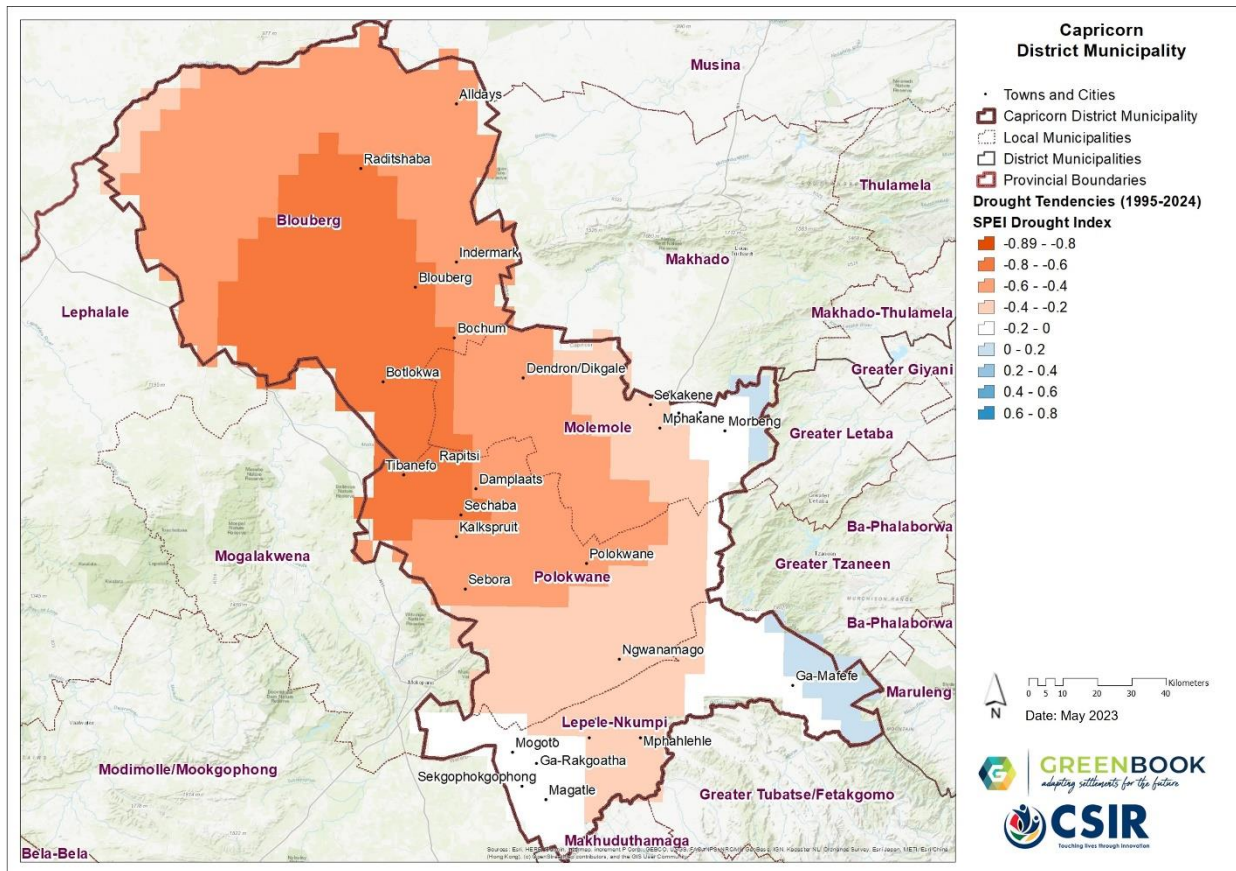 Capricorn
District Municipality
Towns and Cities
Capricorn District Municipality
Local Municipalities
District Municipalities
Provincial Boundaries
Drought Tendencies (1995-2024)
SPEI Drought Index
-0.89 - -0.8
-0.8 - -0.6
-0.6 - -0.4
-0.4 - -0.2
-0.2 - 0
0 - 0.2
0.2 - 0.4
0.4 - 0.6
0.6 - 0.8
Musina
Alldays
Raditshaba
Thulamela
Blouberg
Indermark
Makhado
Blouberg
Lephalale
Makhado-Thulamela
Bochum
Greater Giyani
Botlokwa
Dendron/Dikgale
Sekakene
Mphakane
Morbeng
Molemole
Greater Letaba
Rapitsi
Tibanefo
Damplaats
Sechaba
Kalkspruit
Ba-Phalaborwa
Mogalakwena
Polokwane
Greater Tzaneen
Polokwane
Sebora
Ba-Phalaborwa
Ngwanamago
Ga-Mafefe
Maruleng
Lepele-Nkumpi
Mphahlehle
Mogoto
Ga-Rakgoatha
Modimolle/Mookgophong
Sekgophokgophong
Magatle
Greater Tubatse/Fetakgomo
Makhuduthamaga
Bela-Bela
Kilometers
0 5 10 20 30 40
N
Date: May 2023
GREENBOOK
adapting settlements for the future
CSIR
Touching lives through innovation